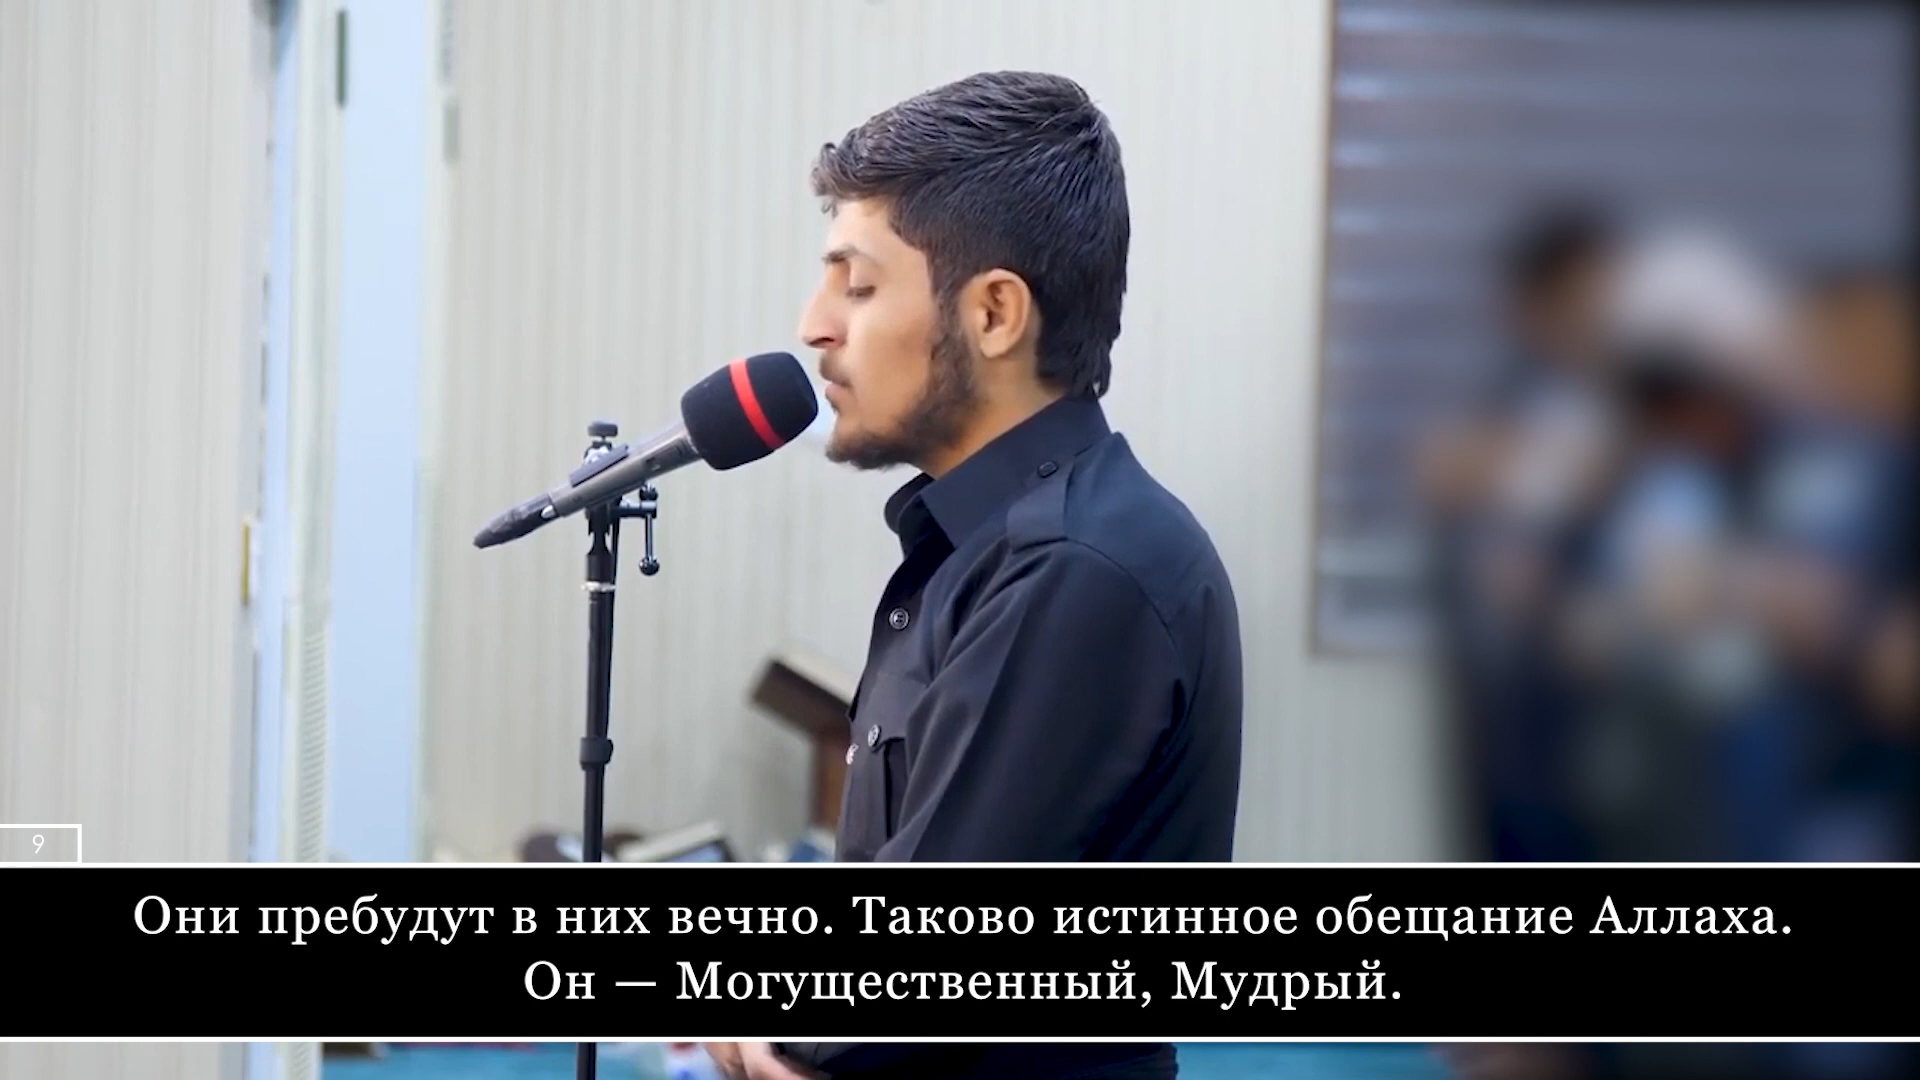 9
Они пребудут в них вечно. Таково истинное обещание Аллаха.
Он — Могущественный, Мудрый.